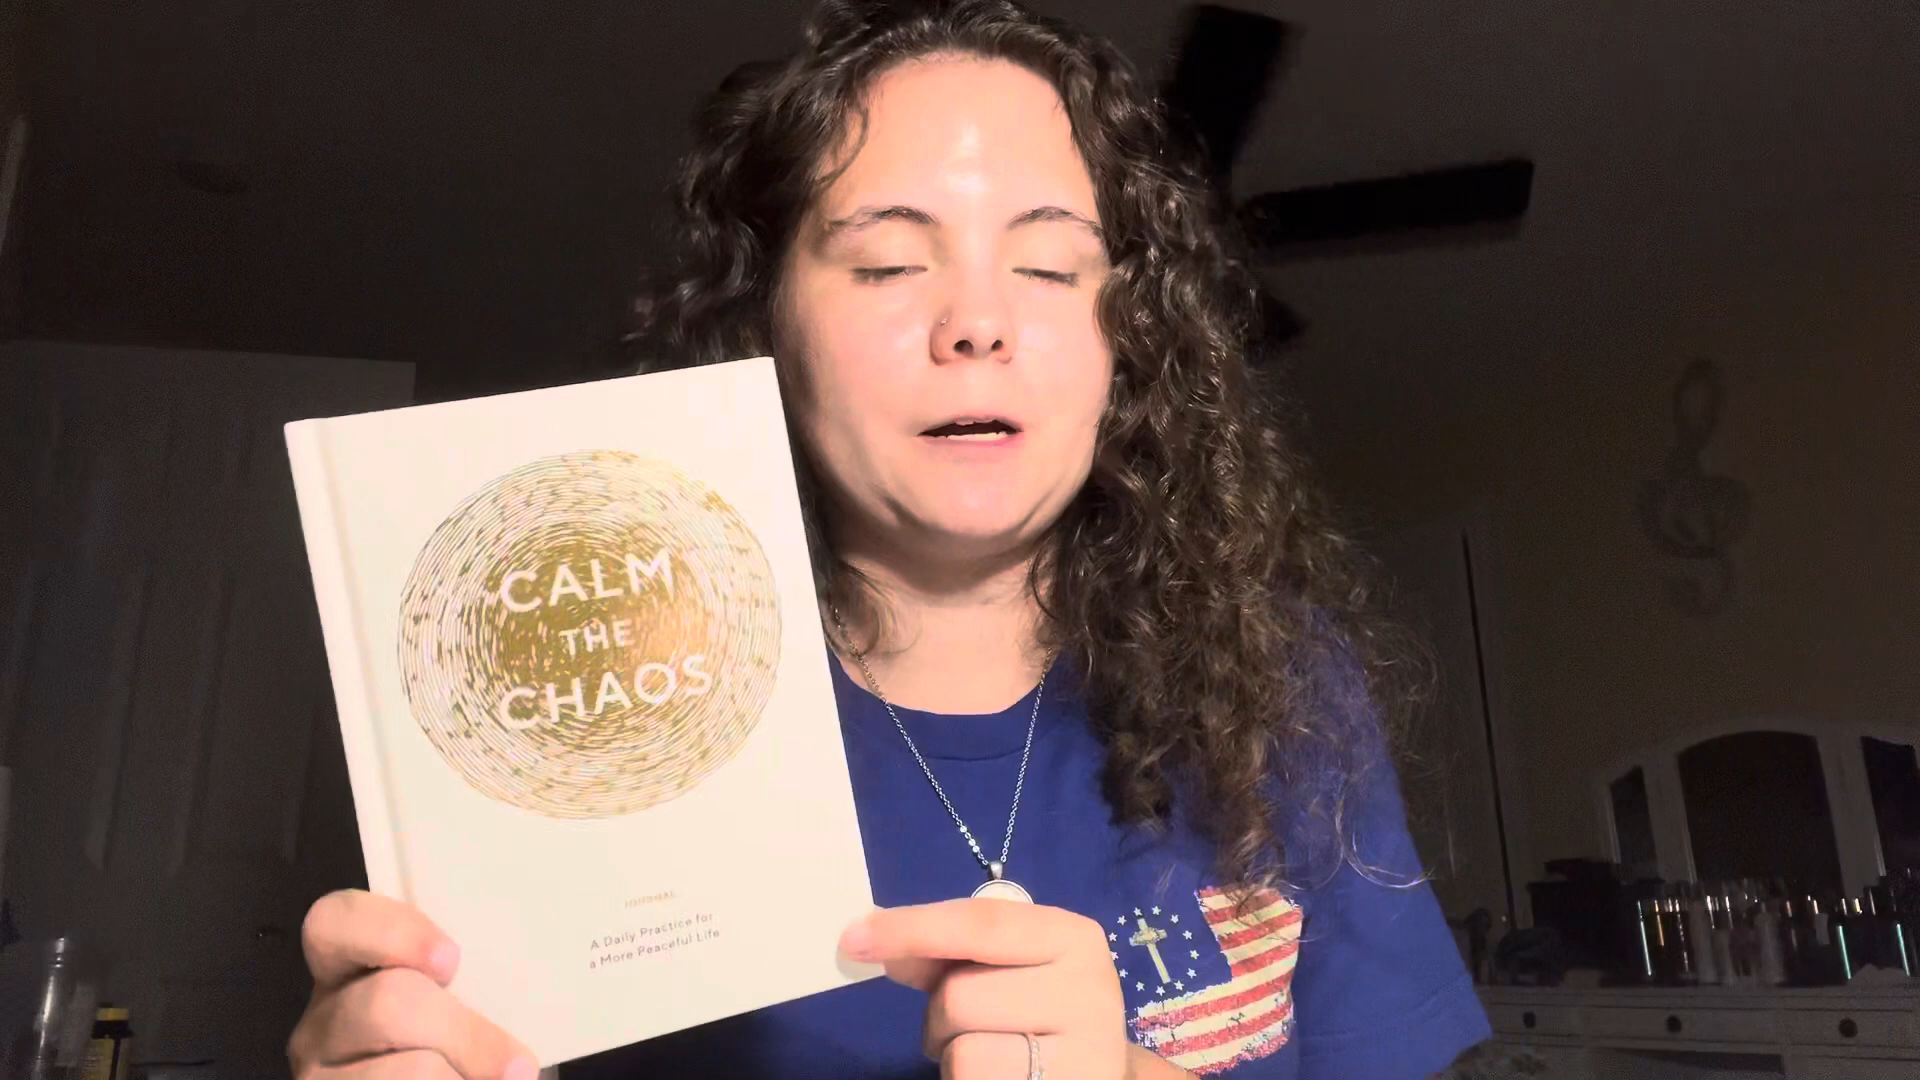 CALM
THE
CHAOS
JOURNAL
A Daily Practice for
a More Peaceful Life